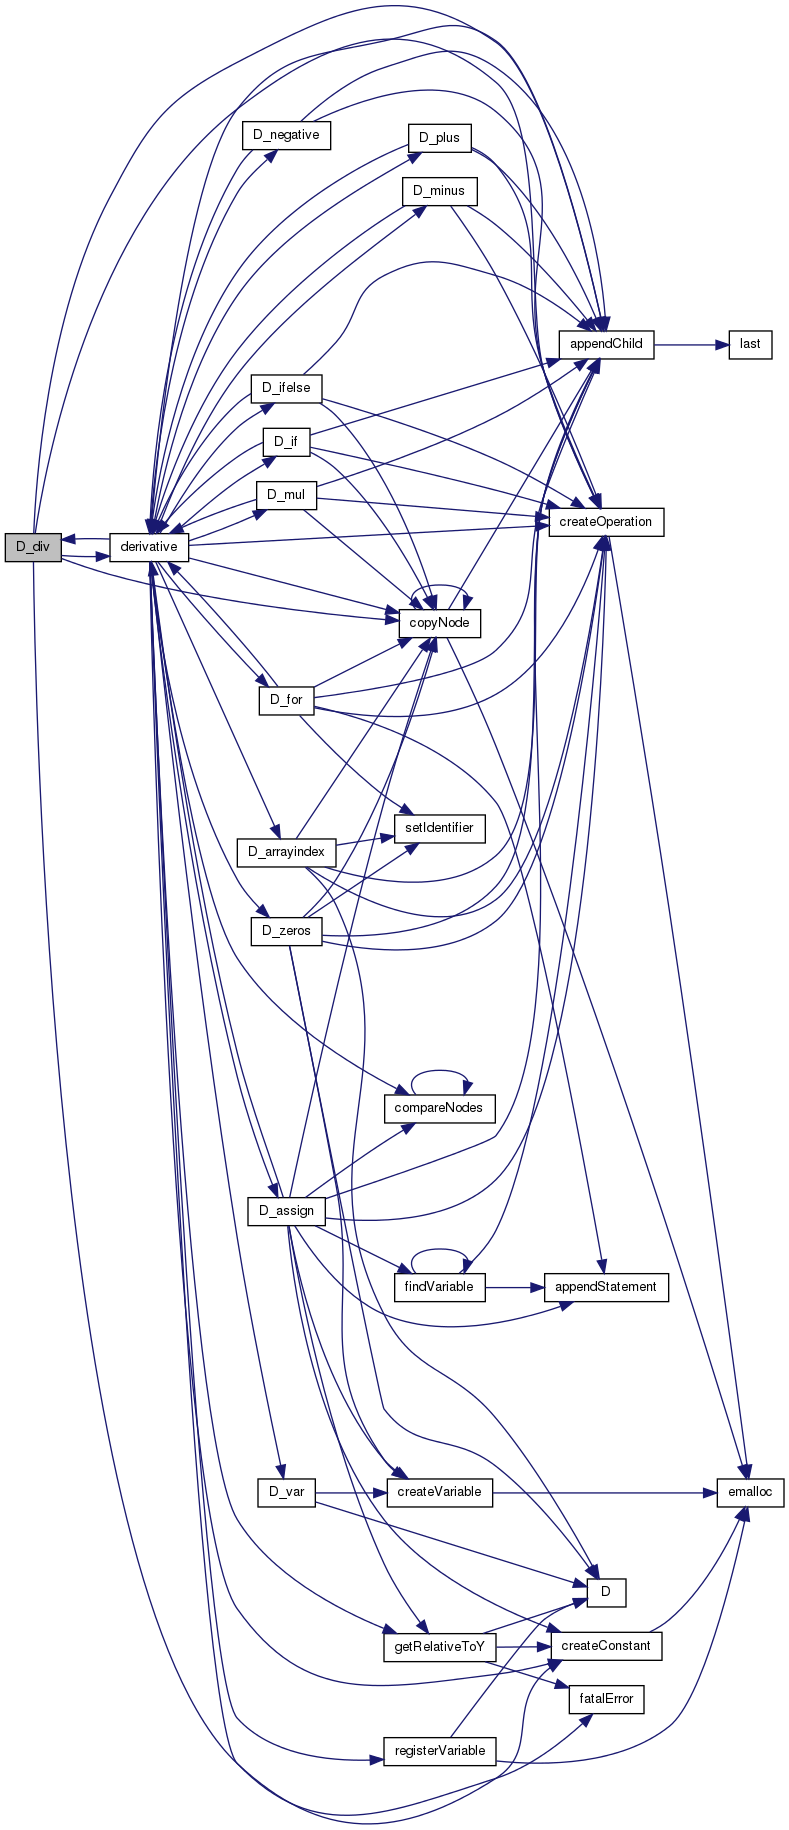 D_negative
D_plus
D_minus
appendChild
last
D_ifelse
D_if
D_mul
createOperation
D_div
derivative
copyNode
D_for
setIdentifier
D_arrayindex
D_zeros
compareNodes
D_assign
findVariable
appendStatement
D_var
createVariable
emalloc
D
getRelativeToY
createConstant
fatalError
registerVariable